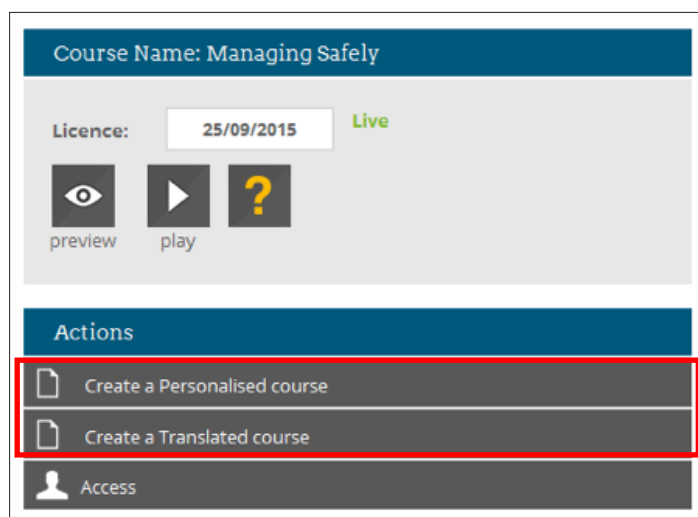 Course Name: Managing Safely
Licence: 25/09/2015 Live
?
preview play
Actions
Create a Personalised course
Create a Translated course
Access